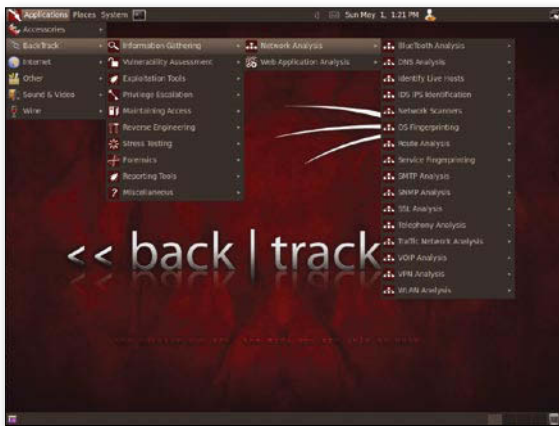 Applications Places System
Sun May 1, 1:21 PM
Accessories
BackTrack
Internet
Other
Sound & Video
Wine
Information Gathering
Vulnerability Assessment
Exploitation Tools
Privilege Escalation
Maintaining Access
Reverse Engineering
Stress Testing
Forensics
Reporting Tools
Miscellaneous
Network Analysis
Web Application Analysis
BlueTooth Analysis
DNS Analysis
Identify Live Hosts
IDS IPS Identification
Network Scanners
OS Fingerprinting
Route Analysis
Service Fingerprinting
SMTP Analysis
SNMP Analysis
SSL Analysis
Telephony Analysis
Traffic Network Analysis
VOIP Analysis
VPN Analysis
WLAN Analysis
<< back | track